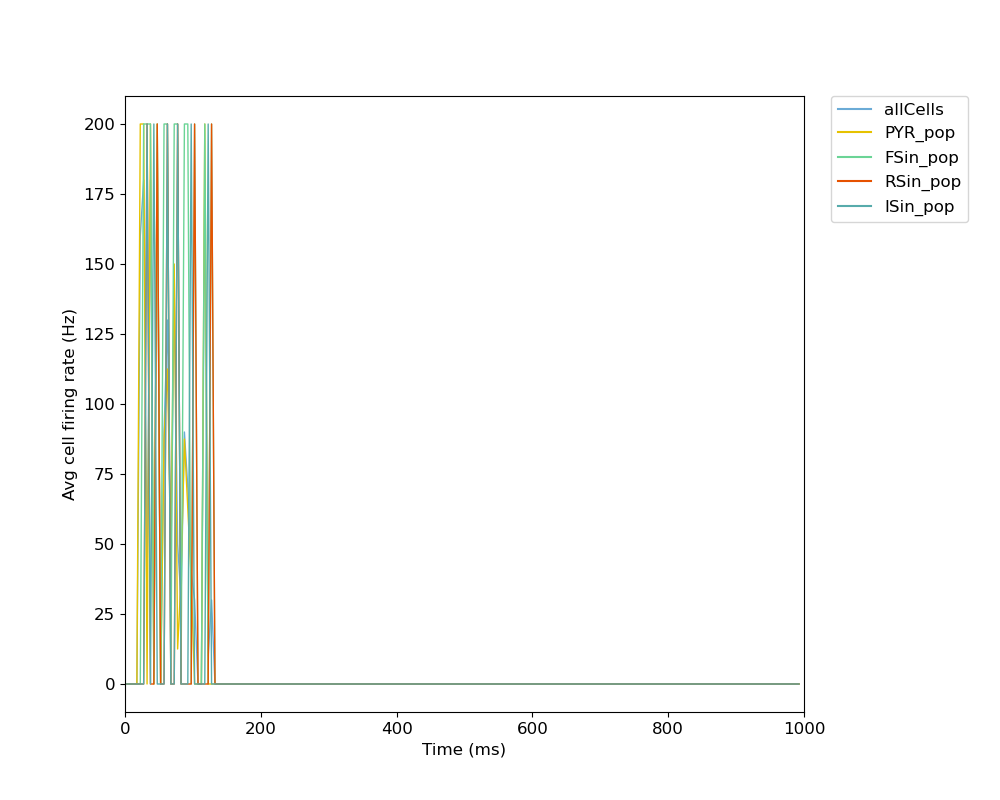 200
175
150
125
100
75
50
25
0
Avg cell firing rate (Hz)
0 200 400 600 800 1000
Time (ms)
allCells
PYR_pop
FSin_pop
RSin_pop
ISin_pop